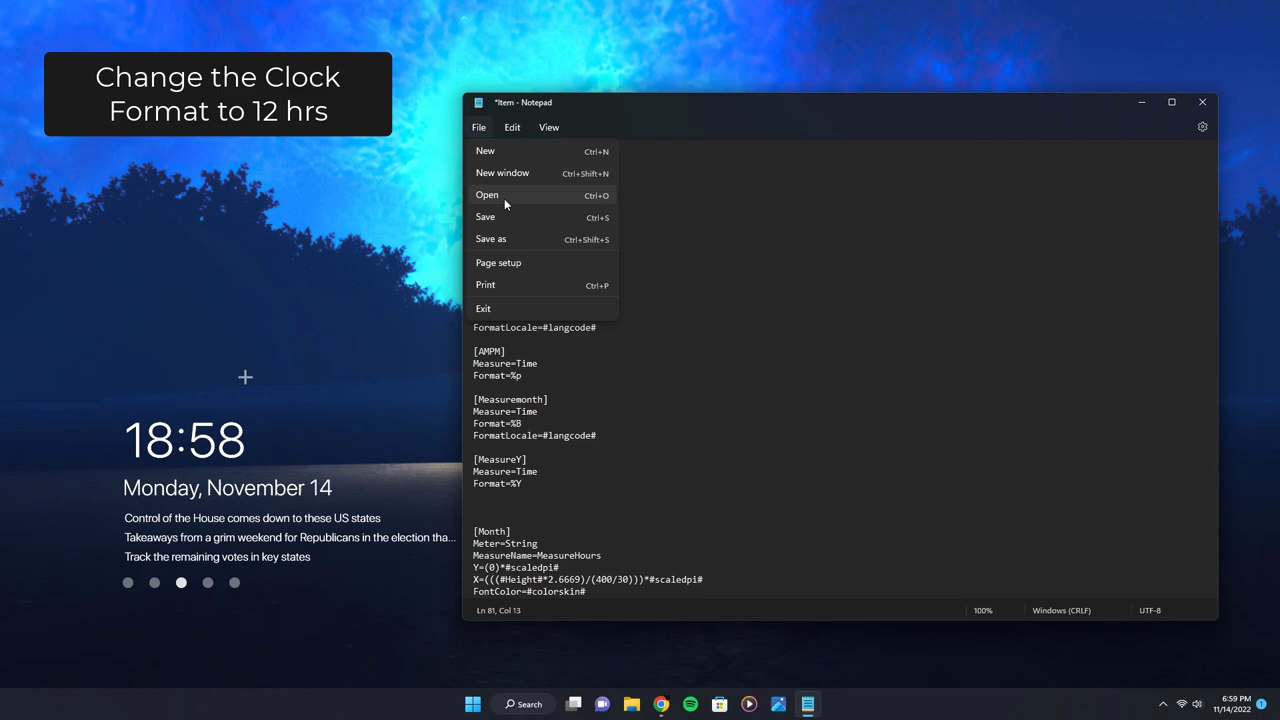 Change the Clock
Format to 12 hrs
*Item - Notepad
File Edit View
New Ctrl+N
New window Ctrl+Shift+N
Open Ctrl+O
Save Ctrl+S
Save as Ctrl+Shift+S
Page setup
Print Ctrl+P
Exit
FormatLocale=#langcode#
[AMPM]
Measure=Time
Format=%p
[Measuremonth]
Measure=Time
Format=%B
FormatLocale=#langcode#
[MeasureY]
Measure=Time
Format=%Y
[Month]
Meter=String
MeasureName=MeasureHours
Y=(0)*#scaledpi#
X=(((#Height#*2.6669)/(400/30)))*#scaledpi#
FontColor=#colorskin#
Ln 81, Col 13 100% Windows (CRLF) UTF-8
18:58
Monday, November 14
Control of the House comes down to these US states
Takeaways from a grim weekend for Republicans in the election tha...
Track the remaining votes in key states
Search
6:59 PM
11/14/2022
1